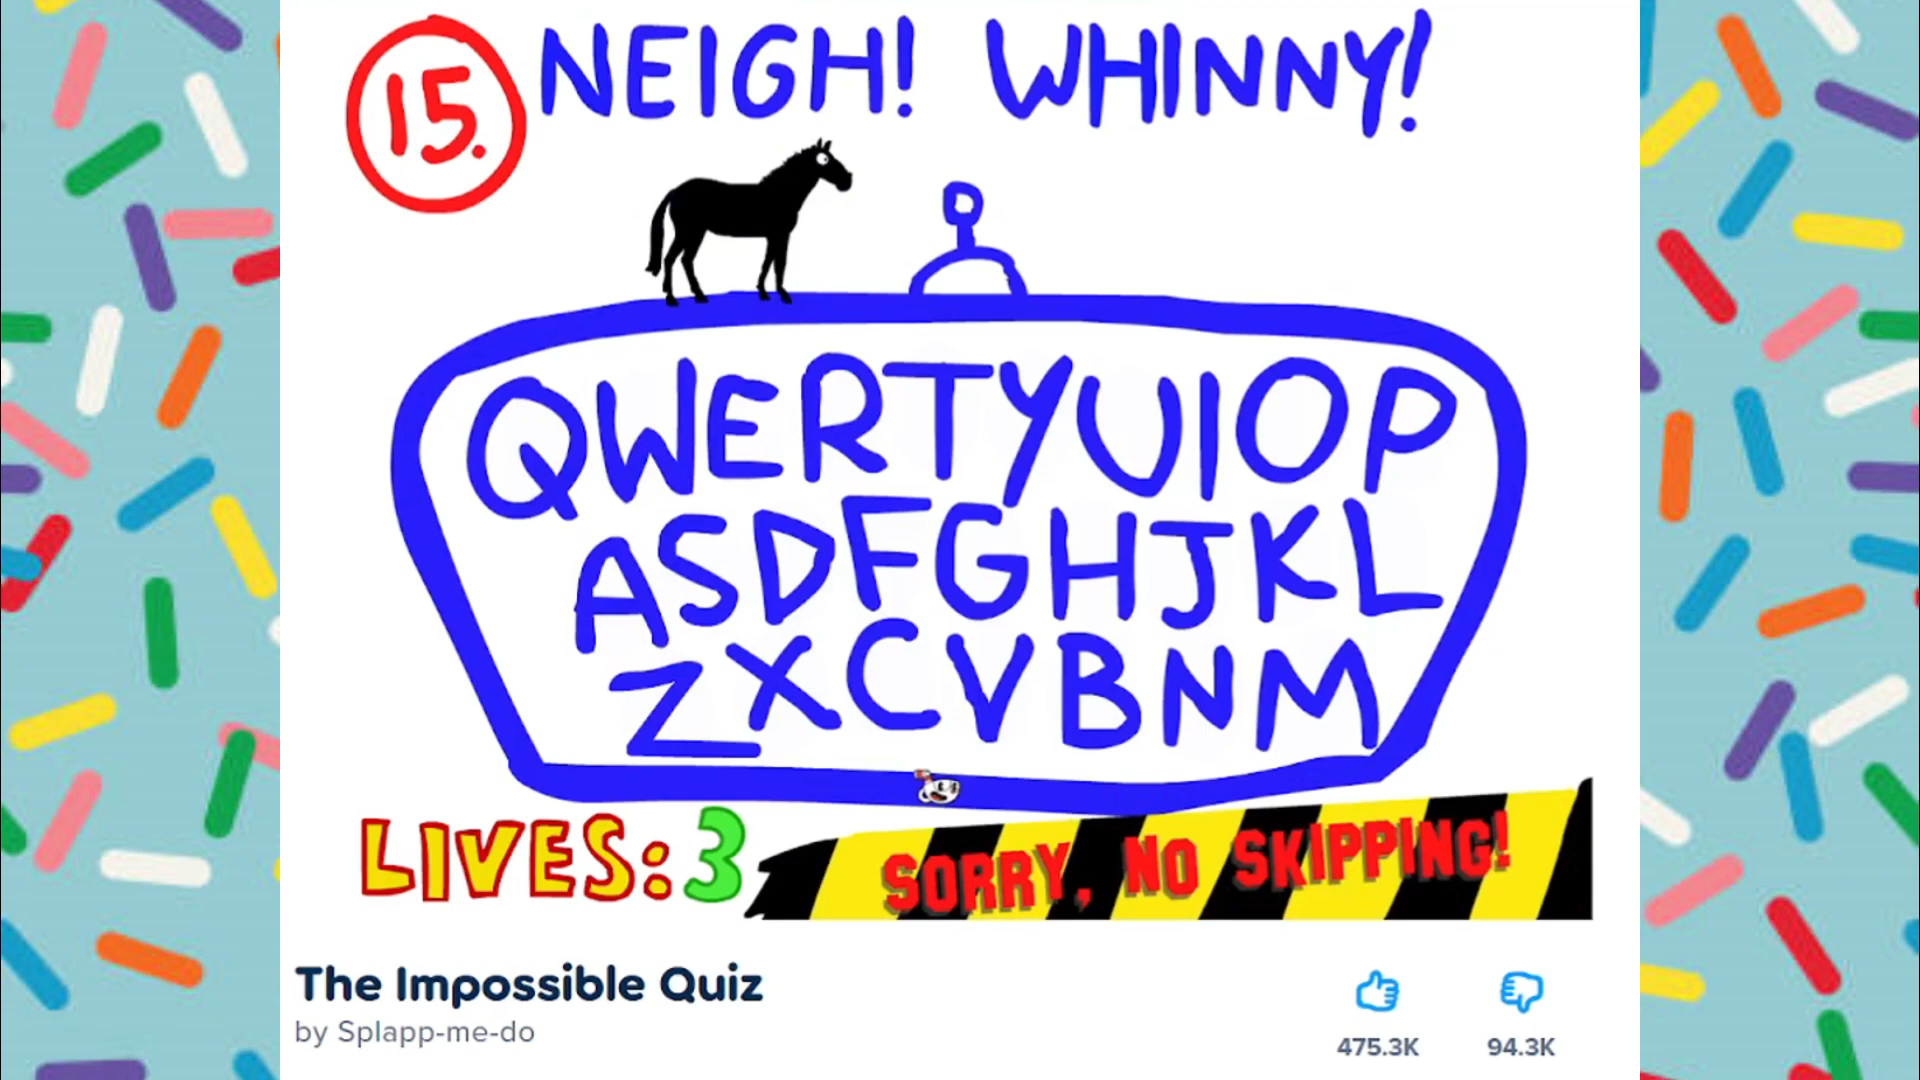 15. NEIGH! WHINNY!
QWERTYUIOP
ASDFGHJKL
ZXCVBNM
LIVES: 3
SORRY, NO SKIPPING!
The Impossible Quiz
by Splapp-me-do
475.3K 94.3K